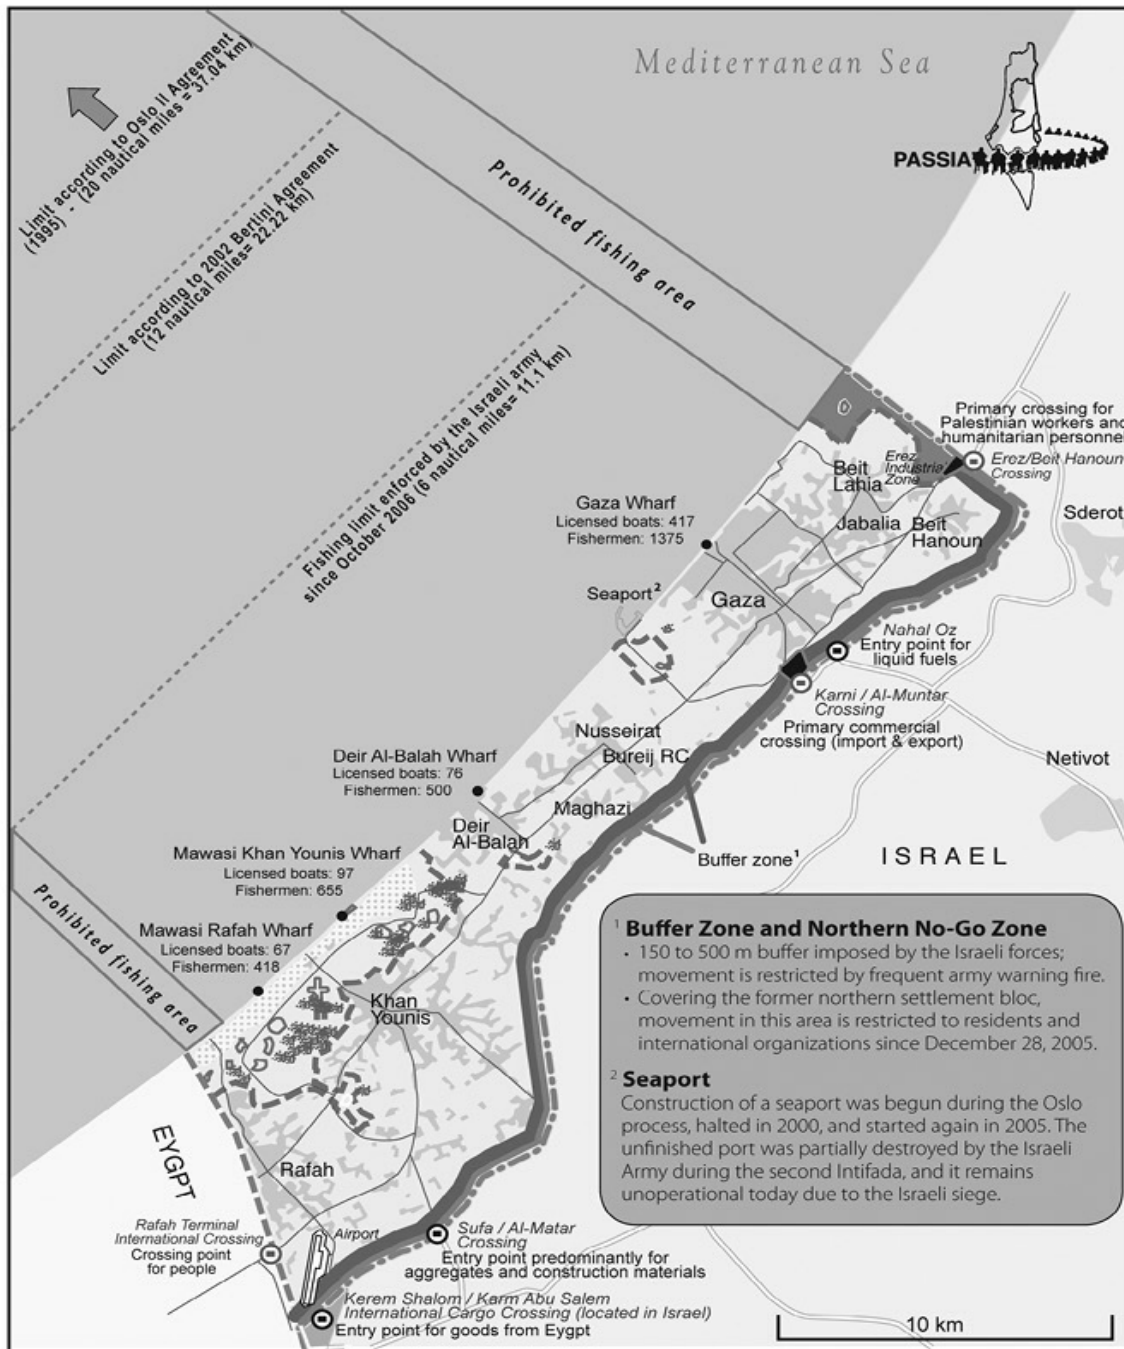 Mediterranean Sea
PASSIA
Limit according to Oslo II Agreement
(1995) - (20 nautical miles = 37.04 km)
Limit according to 2002 Bertini Agreement
(12 nautical miles= 22.22 km)
Prohibited fishing area
Fishing limit enforced by the Israeli army
since October 2006 (6 nautical miles= 11.1 km)
Primary crossing for
Palestinian workers and
humanitarian personnel
Erez/Beit Hanoun
Crossing
Erez
Industrial
Zone
Beit
Lahia
Jabalia
Beit
Hanoun
Sderot
Gaza Wharf
Licensed boats: 417
Fishermen: 1375
Seaport²
Gaza
Nahal Oz
Entry point for
liquid fuels
Karni / Al-Muntar
Crossing
Primary commercial
crossing (import & export)
Netivot
Nusseirat
Bureij RC
Deir Al-Balah Wharf
Licensed boats: 76
Fishermen: 500
Maghazi
Deir
Al-Balah
Buffer zone¹
ISRAEL
Mawasi Khan Younis Wharf
Licensed boats: 97
Fishermen: 655
Prohibited fishing area
Mawasi Rafah Wharf
Licensed boats: 67
Fishermen: 418
Khan
Younis
¹ Buffer Zone and Northern No-Go Zone
• 150 to 500 m buffer imposed by the Israeli forces;
movement is restricted by frequent army warning fire.
• Covering the former northern settlement bloc,
movement in this area is restricted to residents and
international organizations since December 28, 2005.
² Seaport
Construction of a seaport was begun during the Oslo
process, halted in 2000, and started again in 2005. The
unfinished port was partially destroyed by the Israeli
Army during the second Intifada, and it remains
unoperational today due to the Israeli siege.
EYGPT
Rafah
Rafah Terminal
International Crossing
Crossing point
for people
Airport
Sufa / Al-Matar
Crossing
Entry point predominantly for
aggregates and construction materials
Kerem Shalom / Karm Abu Salem
International Cargo Crossing (located in Israel)
Entry point for goods from Eygpt
10 km